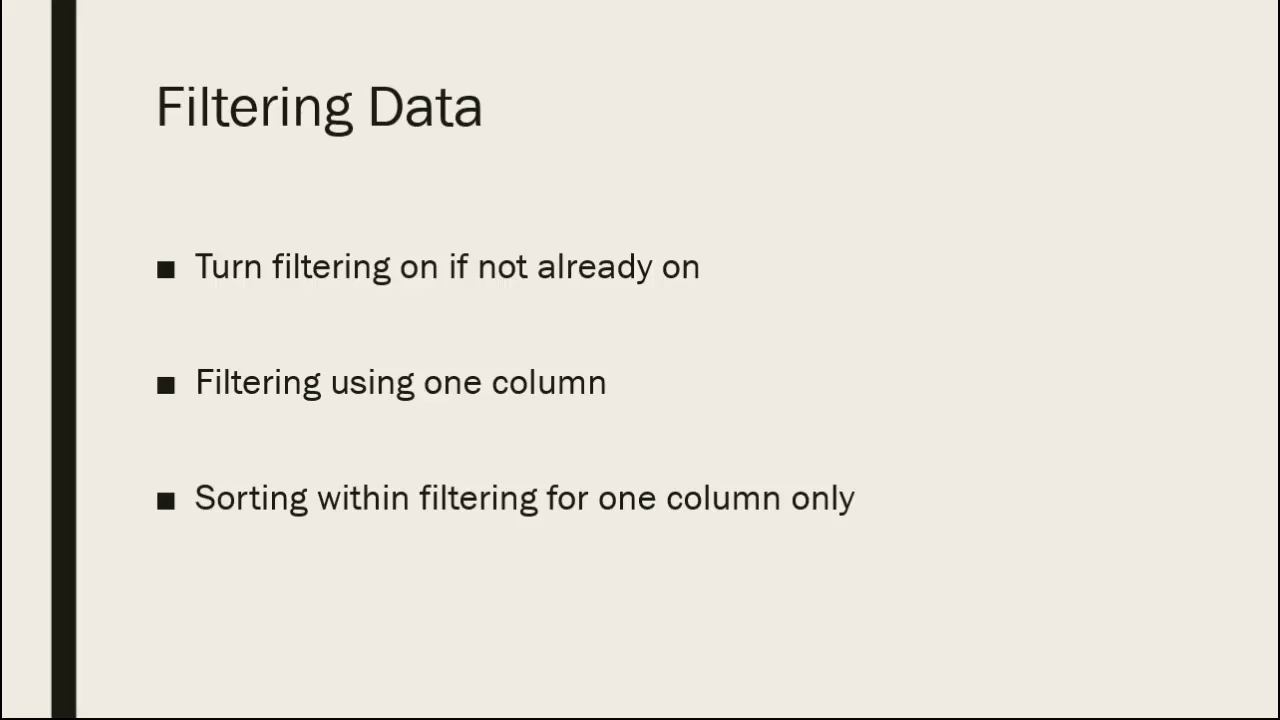 Filtering Data
■ Turn filtering on if not already on
■ Filtering using one column
■ Sorting within filtering for one column only